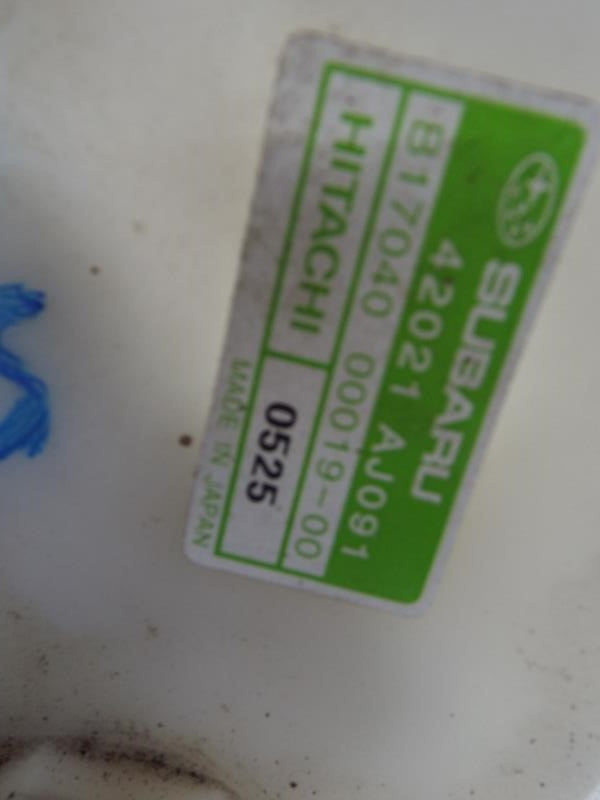 SUBARU
42021 AJ091
B17040 00019-00
HITACHI
0525
MADE IN JAPAN